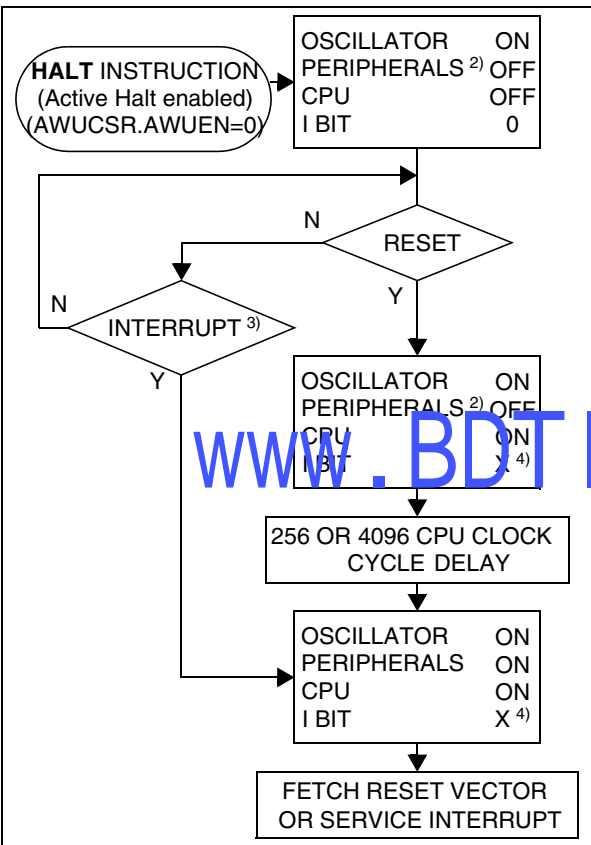 HALT INSTRUCTION
(Active Halt enabled)
(AWUCSR.AWUEN=0)
OSCILLATOR ON
PERIPHERALS 2) OFF
CPU OFF
I BIT 0
N
RESET
Y
N
INTERRUPT 3)
Y
OSCILLATOR ON
PERIPHERALS 2) OFF
CPU ON
I BIT X 4)
www.BDT
256 OR 4096 CPU CLOCK
CYCLE DELAY
OSCILLATOR ON
PERIPHERALS ON
CPU ON
I BIT X 4)
FETCH RESET VECTOR
OR SERVICE INTERRUPT